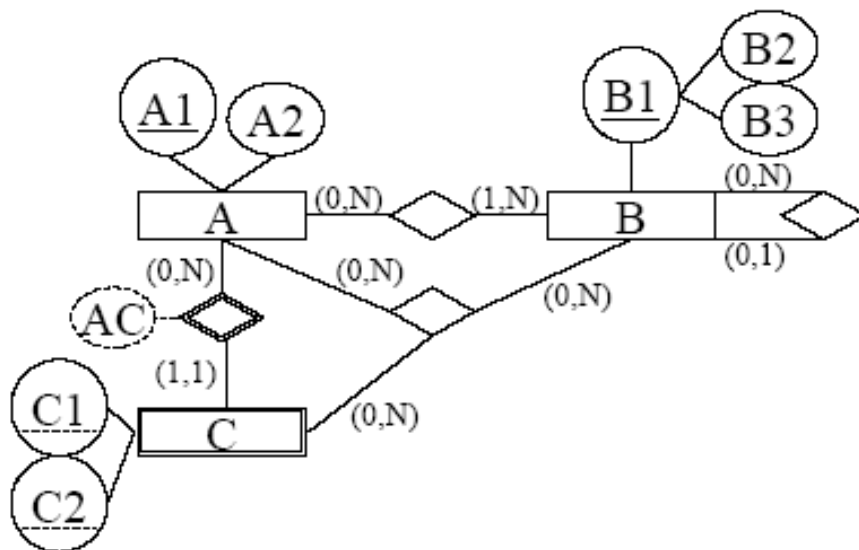 B2
A1
A2
B1
B3
(0,N)
(0,N)
(1,N)
A
B
(0,N)
(0,N)
(0,1)
(0,N)
AC
(1,1)
C1
(0,N)
C
C2